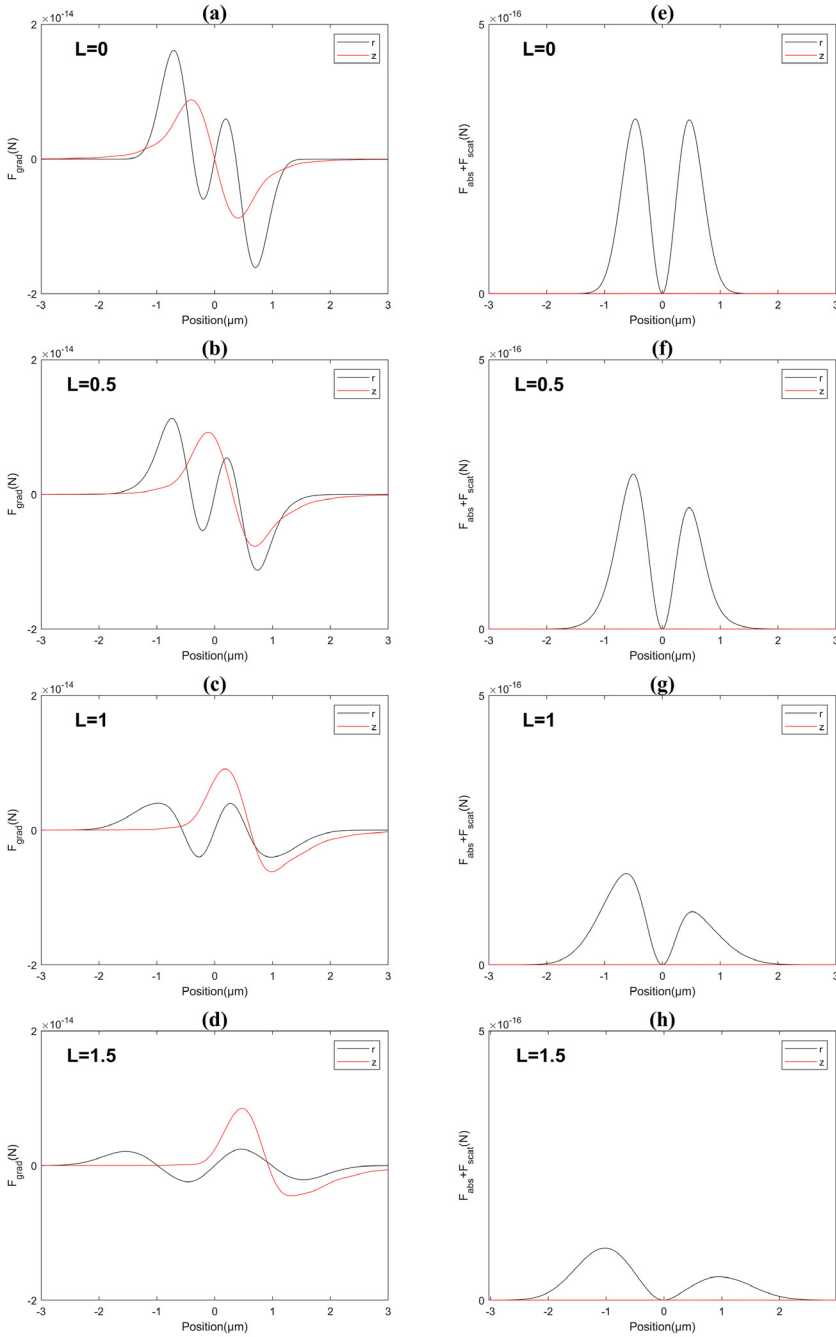 (a)
×10⁻¹⁴
2
L=0
r
z
F_grad(N)
0
-2
-3 -2 -1 0 1 2 3
Position(μm)
(e)
×10⁻¹⁶
5
L=0
r
z
F_abs+F_scat(N)
0
-3 -2 -1 0 1 2 3
Position(μm)
(b)
×10⁻¹⁴
2
L=0.5
r
z
F_grad(N)
0
-2
-3 -2 -1 0 1 2 3
Position(μm)
(f)
×10⁻¹⁶
5
L=0.5
r
z
F_abs+F_scat(N)
0
-3 -2 -1 0 1 2 3
Position(μm)
(c)
×10⁻¹⁴
2
L=1
r
z
F_grad(N)
0
-2
-3 -2 -1 0 1 2 3
Position(μm)
(g)
×10⁻¹⁶
5
L=1
r
z
F_abs+F_scat(N)
0
-3 -2 -1 0 1 2 3
Position(μm)
(d)
×10⁻¹⁴
2
L=1.5
r
z
F_grad(N)
0
-2
-3 -2 -1 0 1 2 3
Position(μm)
(h)
×10⁻¹⁶
5
L=1.5
r
z
F_abs+F_scat(N)
0
-3 -2 -1 0 1 2 3
Position(μm)